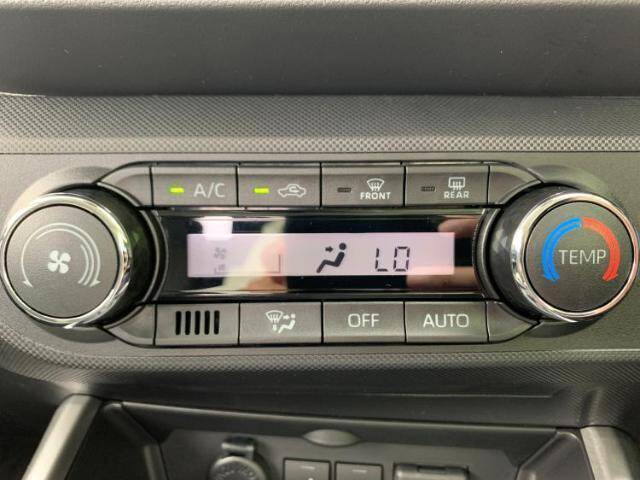 A/C
FRONT
REAR
LO
TEMP
OFF
AUTO